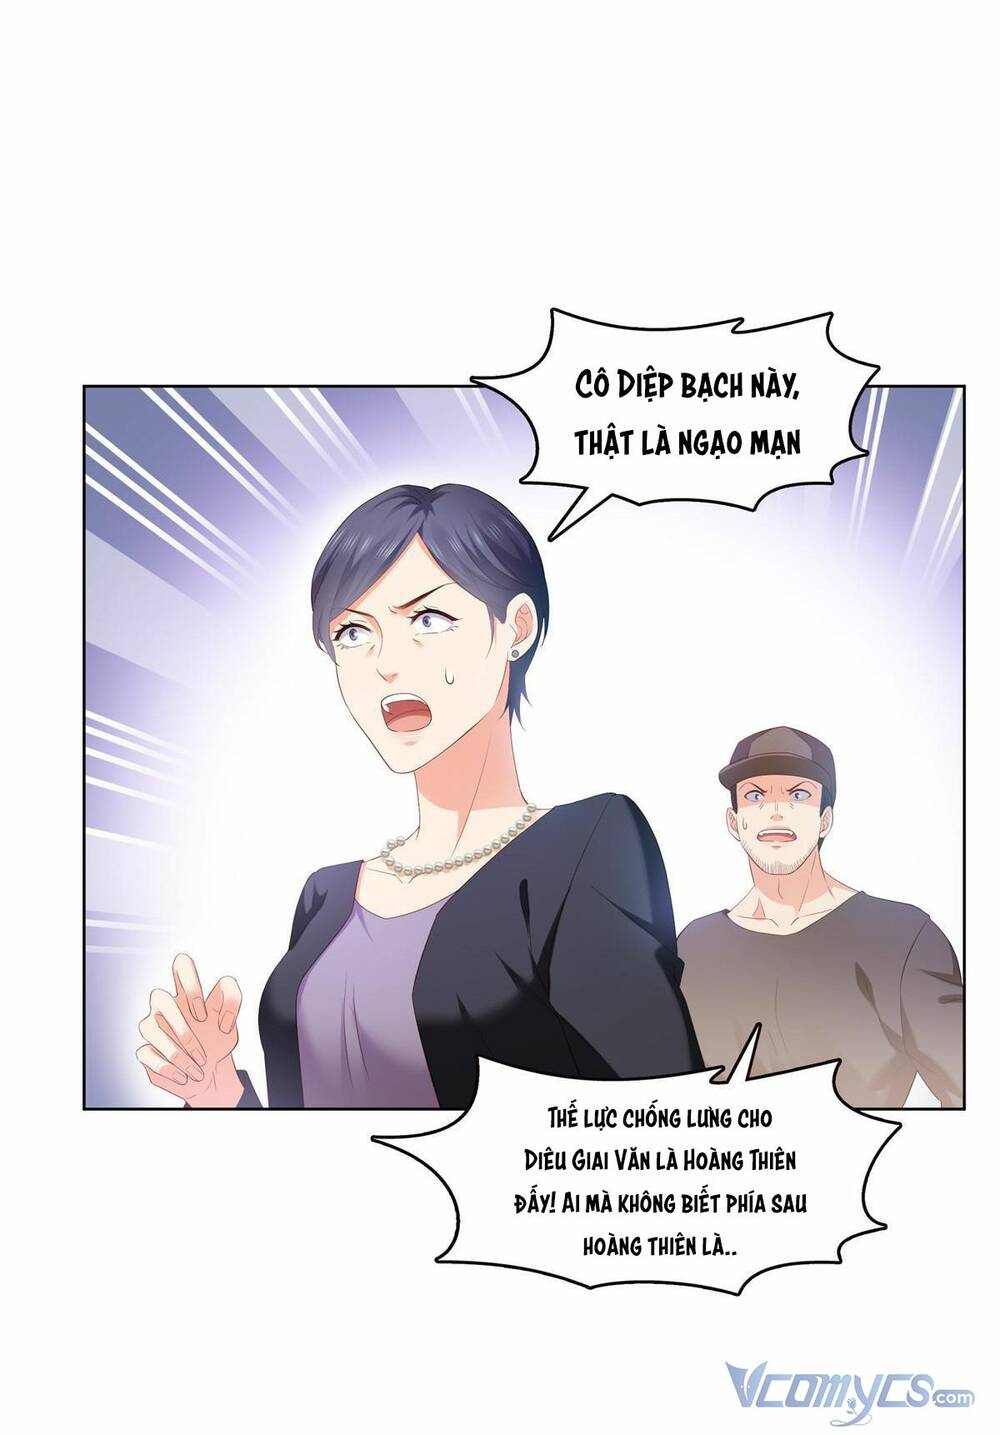 Cô Diệp bạch này,
thật là ngạo mạn
Thế lực chống lưng cho
Diêu Giai Văn là Hoàng Thiên
đấy! Ai mà không biết phía sau
hoàng thiên là..
Vcomycs.com